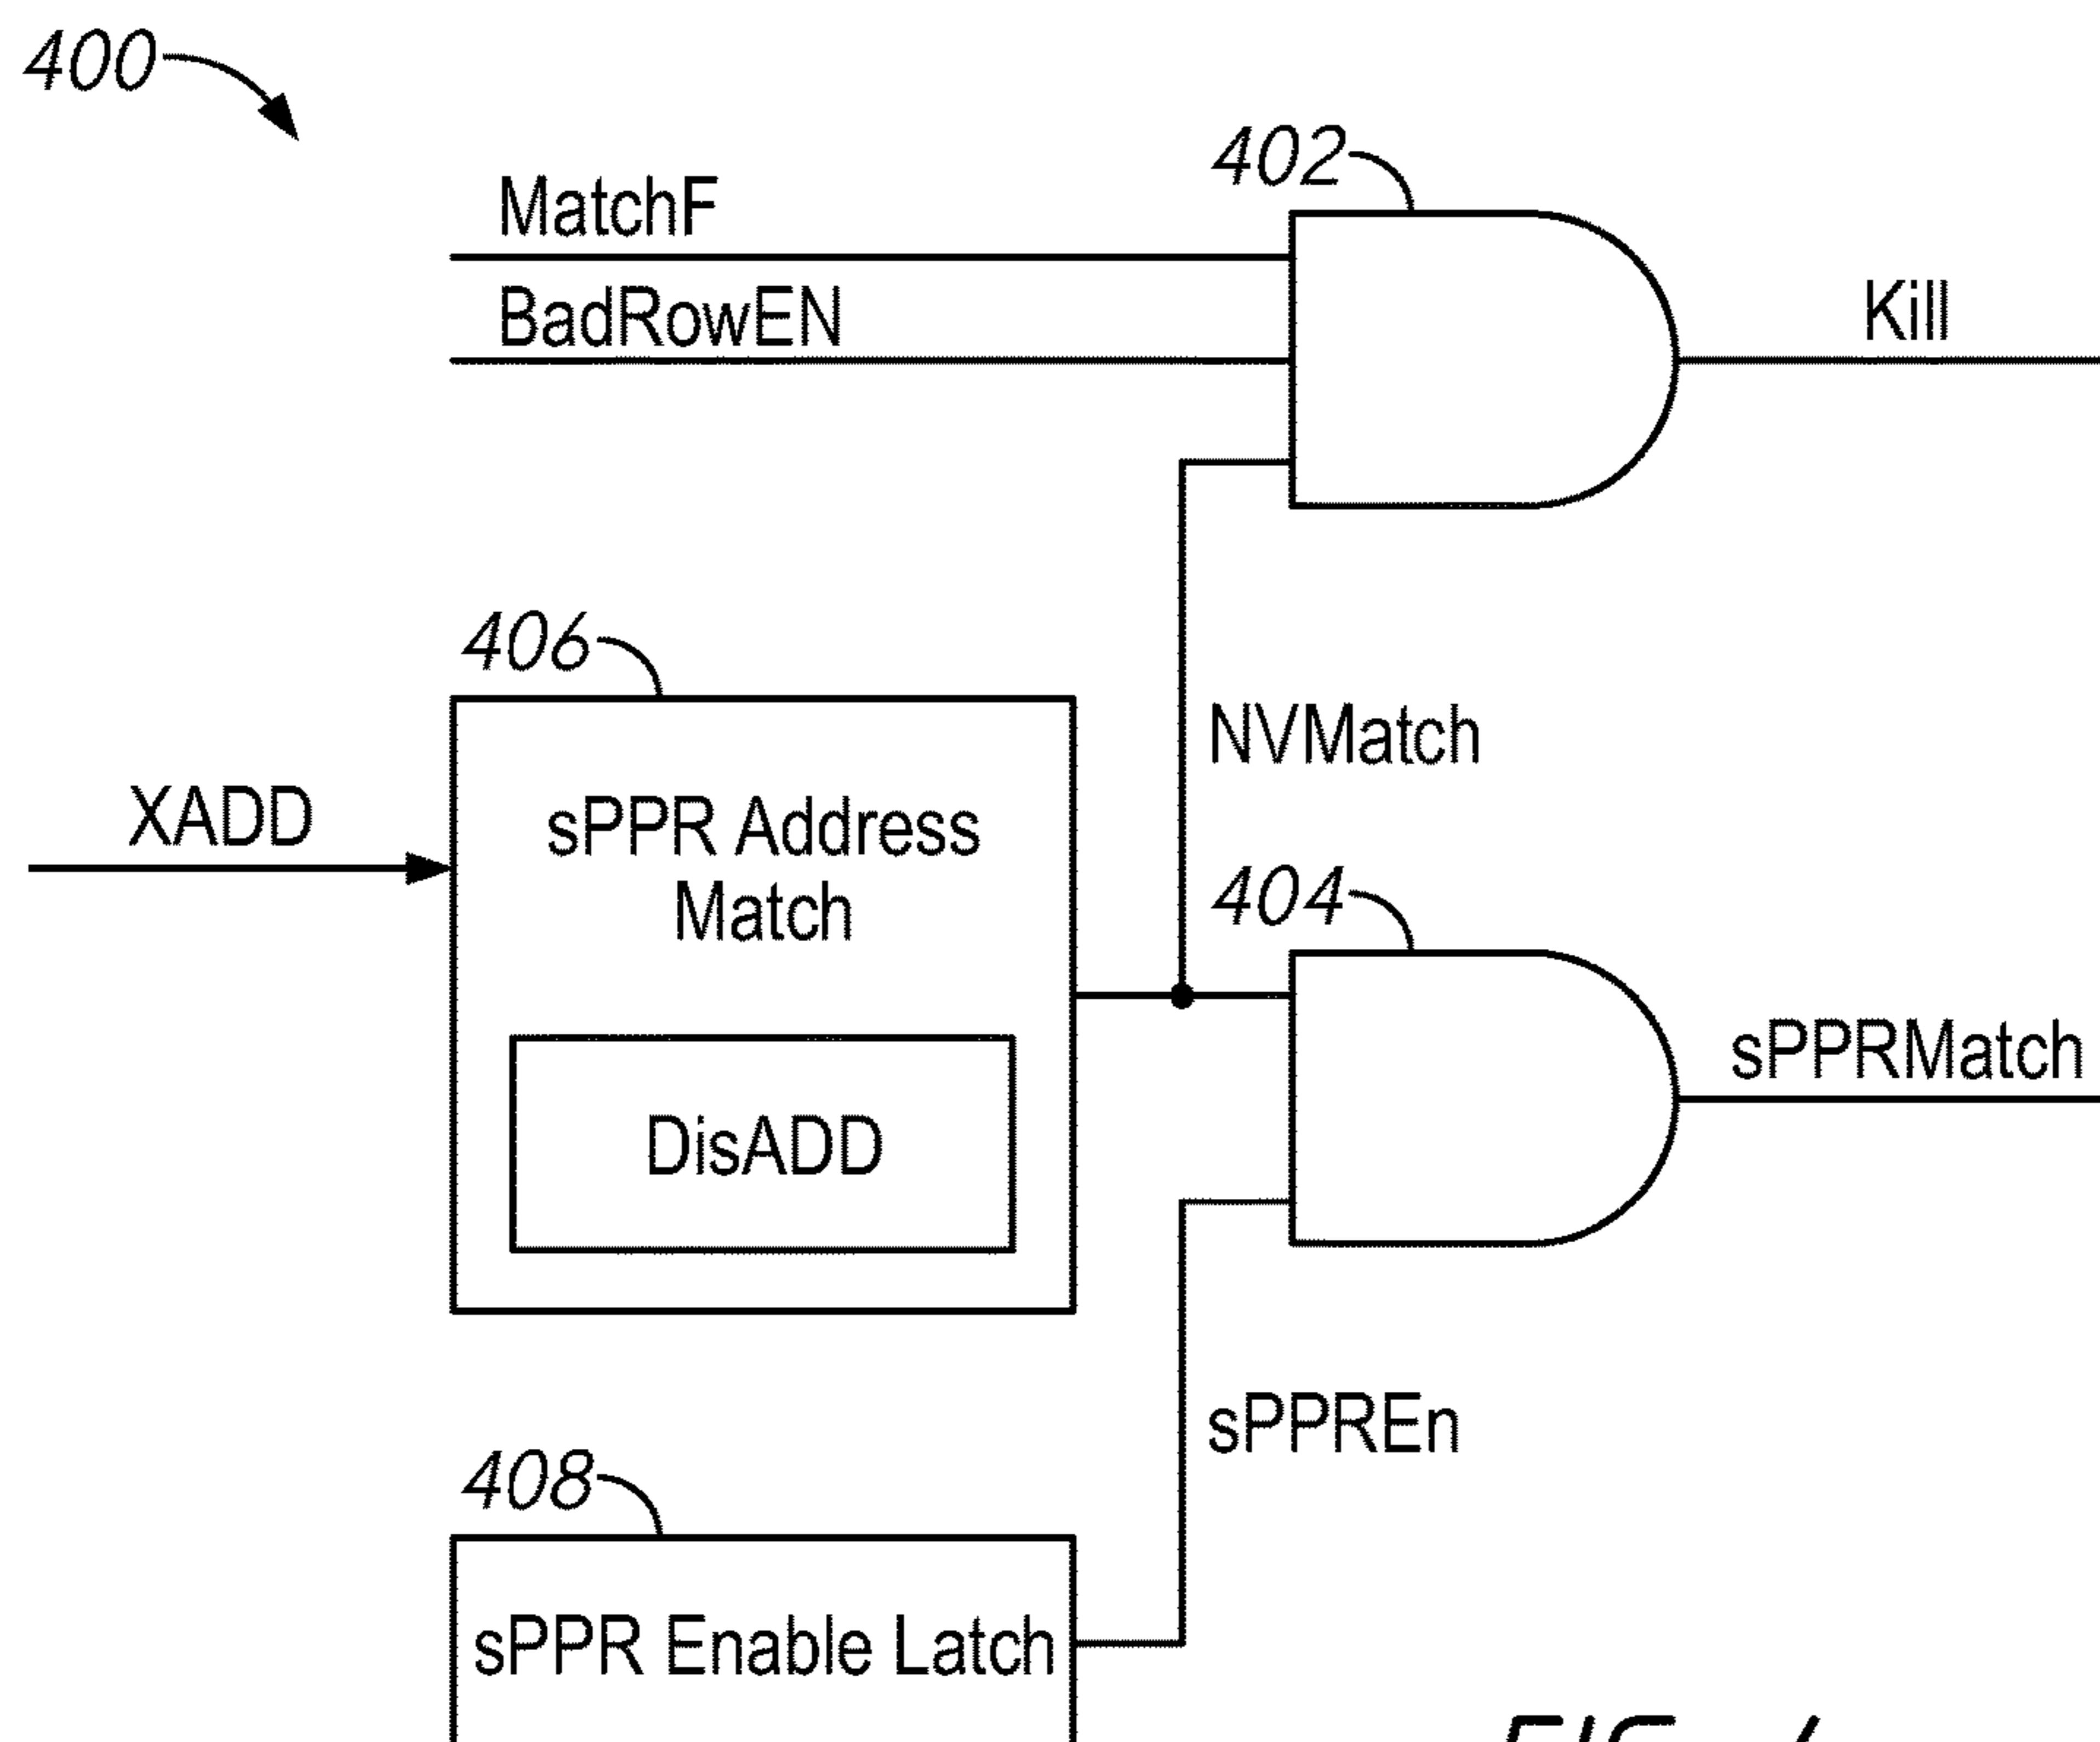 400
402
MatchF
BadRowEN
Kill
406
NVMatch
XADD
sPPR Address
Match
404
sPPRMatch
DisADD
sPPREn
408
sPPR Enable Latch